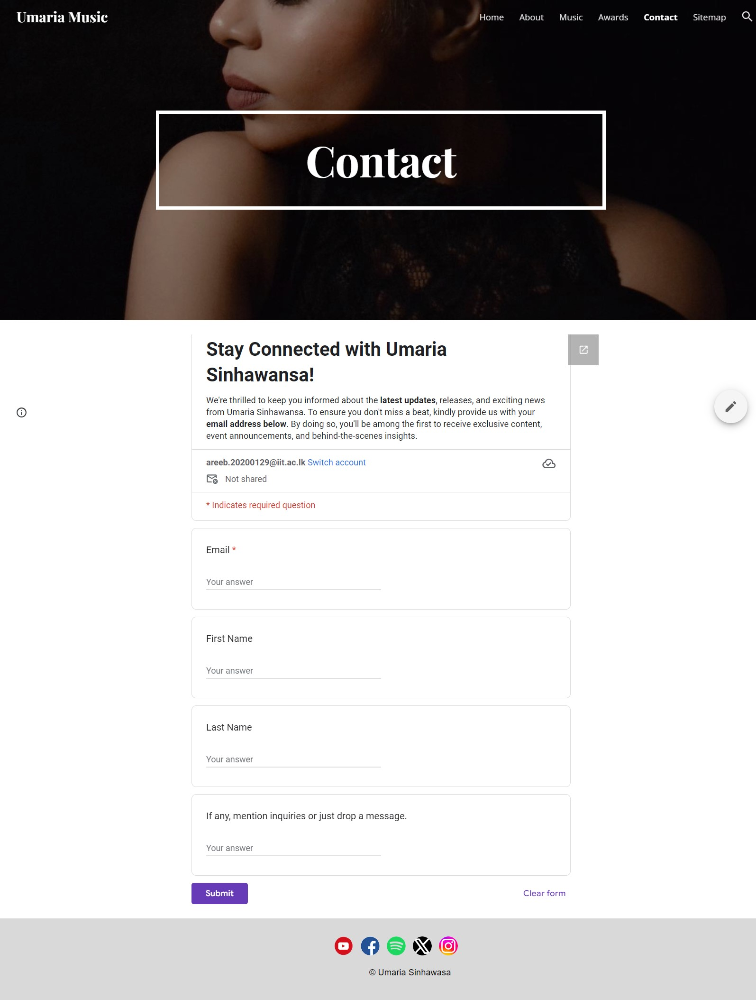 Umaria Music
Home About Music Awards Contact Sitemap
Contact
Stay Connected with Umaria
Sinhawansa!
We're thrilled to keep you informed about the latest updates, releases, and exciting news
from Umaria Sinhawansa. To ensure you don't miss a beat, kindly provide us with your
email address below. By doing so, you'll be among the first to receive exclusive content,
event announcements, and behind-the-scenes insights.
areeb.20200129@iit.ac.lk Switch account
Not shared
* Indicates required question
Email *
Your answer
First Name
Your answer
Last Name
Your answer
If any, mention inquiries or just drop a message.
Your answer
Submit
Clear form
© Umaria Sinhawasa